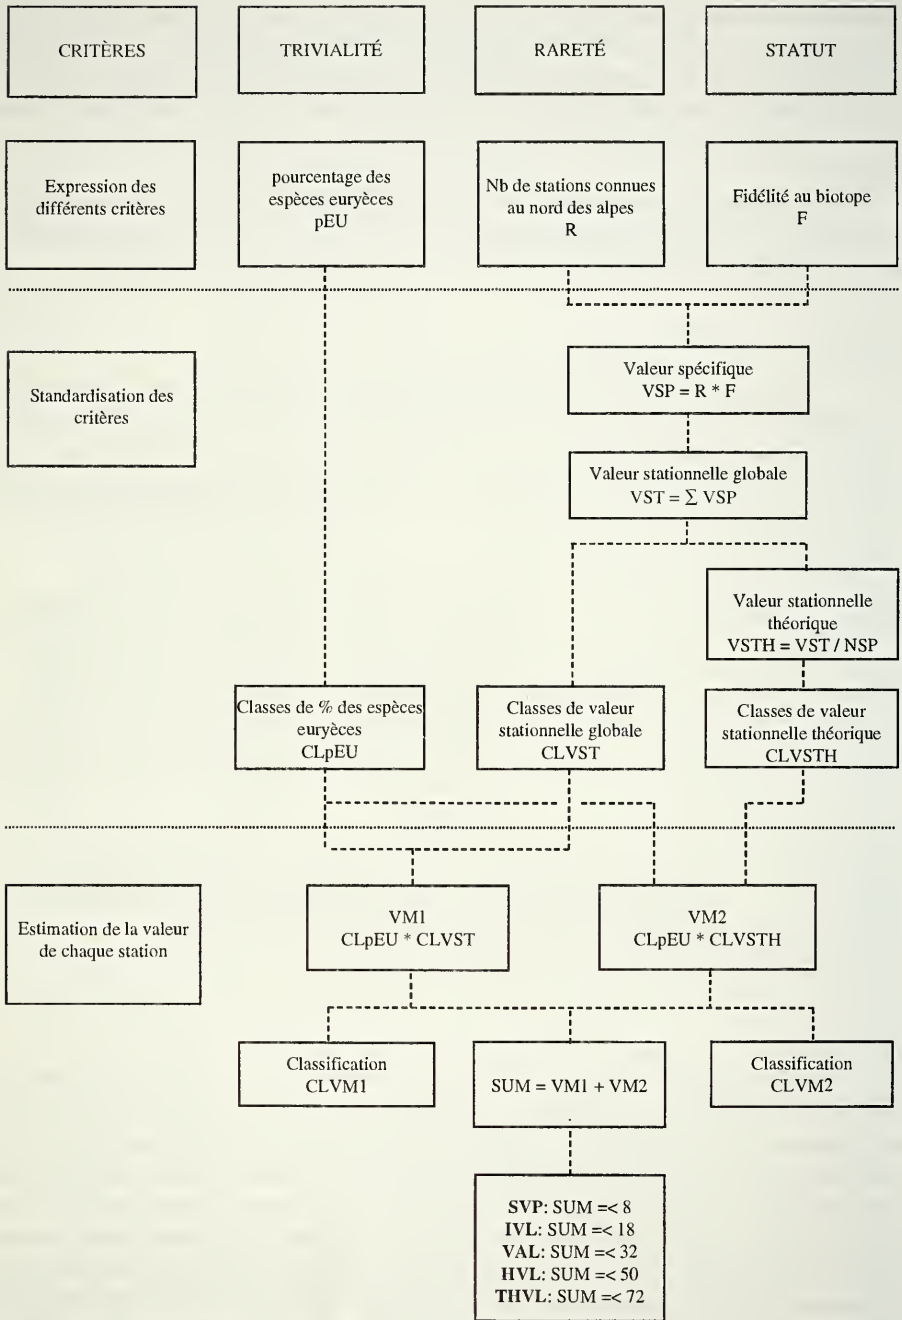 CRITÈRES
TRIVIALITÉ
RARETÉ
STATUT
Expression des
différents critères
pourcentage des
espèces euryèces
pEU
Nb de stations connues
au nord des alpes
R
Fidélité au biotope
F
Standardisation des
critères
Valeur spécifique
VSP = R * F
Valeur stationnelle globale
VST = ∑ VSP
Valeur stationnelle
théorique
VSTH = VST / NSP
Classes de % des espèces
euryèces
CLpEU
Classes de valeur
stationnelle globale
CLVST
Classes de valeur
stationnelle théorique
CLVSTH
Estimation de la valeur
de chaque station
VM1
CLpEU * CLVST
VM2
CLpEU * CLVSTH
Classification
CLVM1
SUM = VM1 + VM2
Classification
CLVM2
SVP: SUM =< 8
IVL: SUM =< 18
VAL: SUM =< 32
HVL: SUM =< 50
THVL: SUM =< 72